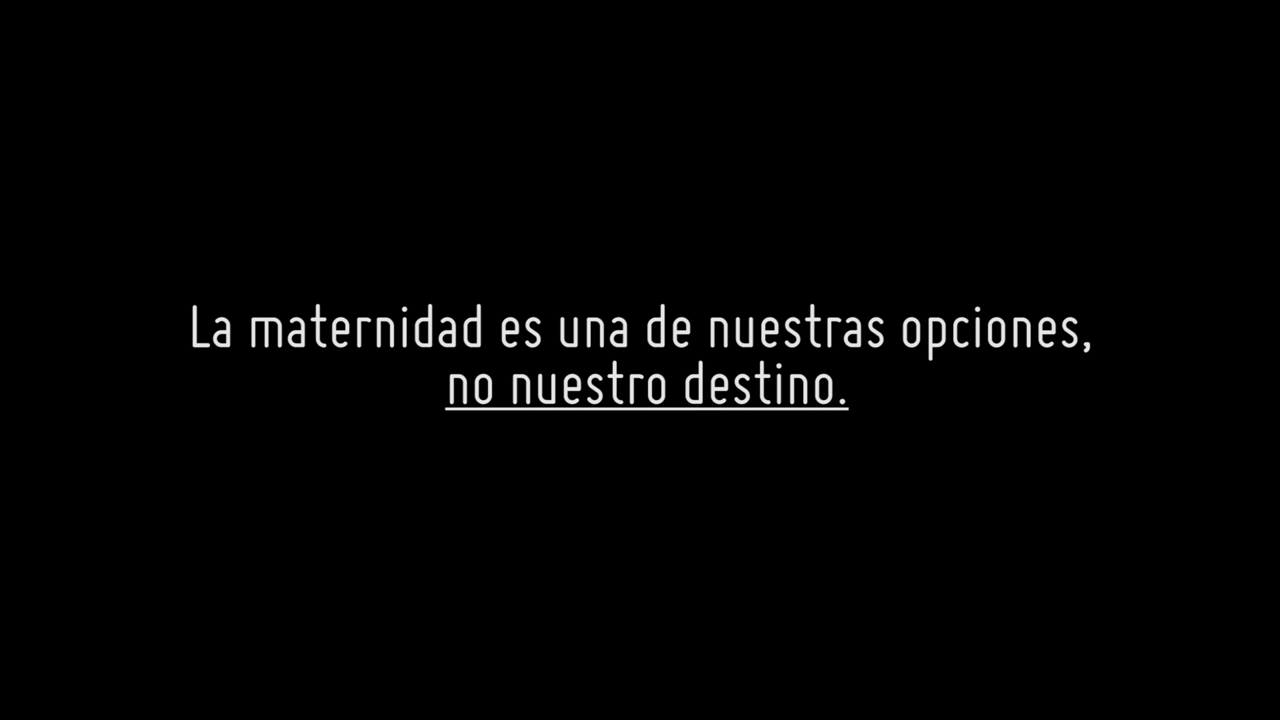 La maternidad es una de nuestras opciones,
no nuestro destino.